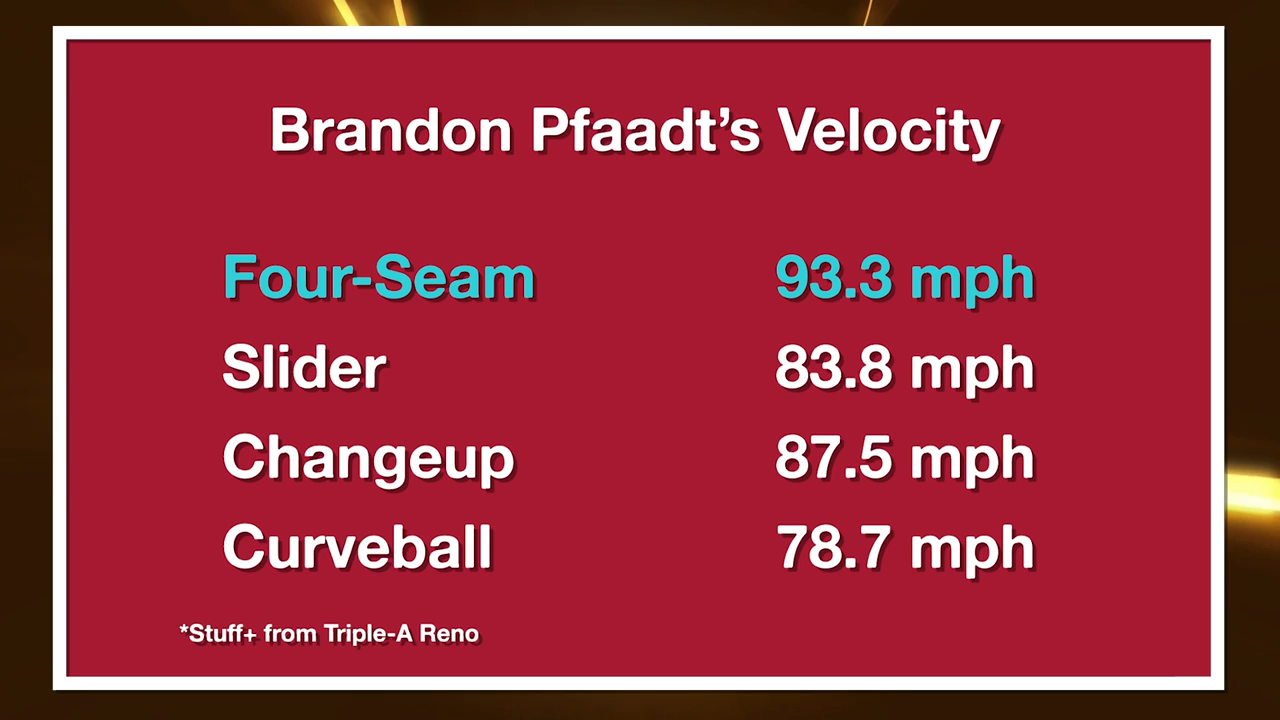 Brandon Pfaadt’s Velocity
Four-Seam 93.3 mph
Slider 83.8 mph
Changeup 87.5 mph
Curveball 78.7 mph
*Stuff+ from Triple-A Reno